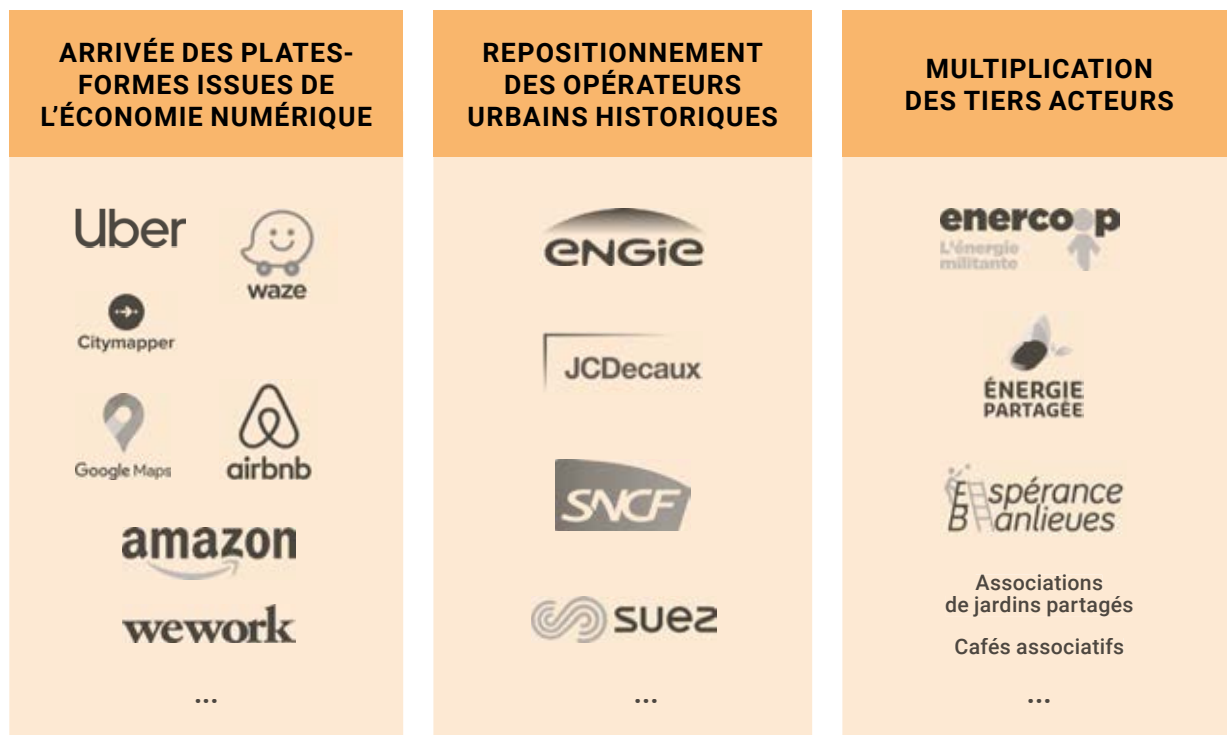 ARRIVÉE DES PLATES-
FORMES ISSUES DE
L'ÉCONOMIE NUMÉRIQUE
Uber
waze
Citymapper
Google Maps
airbnb
amazon
wework
...
REPOSITIONNEMENT
DES OPÉRATEURS
URBAINS HISTORIQUES
ENGIE
JCDecaux
SNCF
suez
...
MULTIPLICATION
DES TIERS ACTEURS
enercoop
L'énergie
militante
ÉNERGIE
PARTAGÉE
Espérance
Banlieues
Associations
de jardins partagés
Cafés associatifs
...